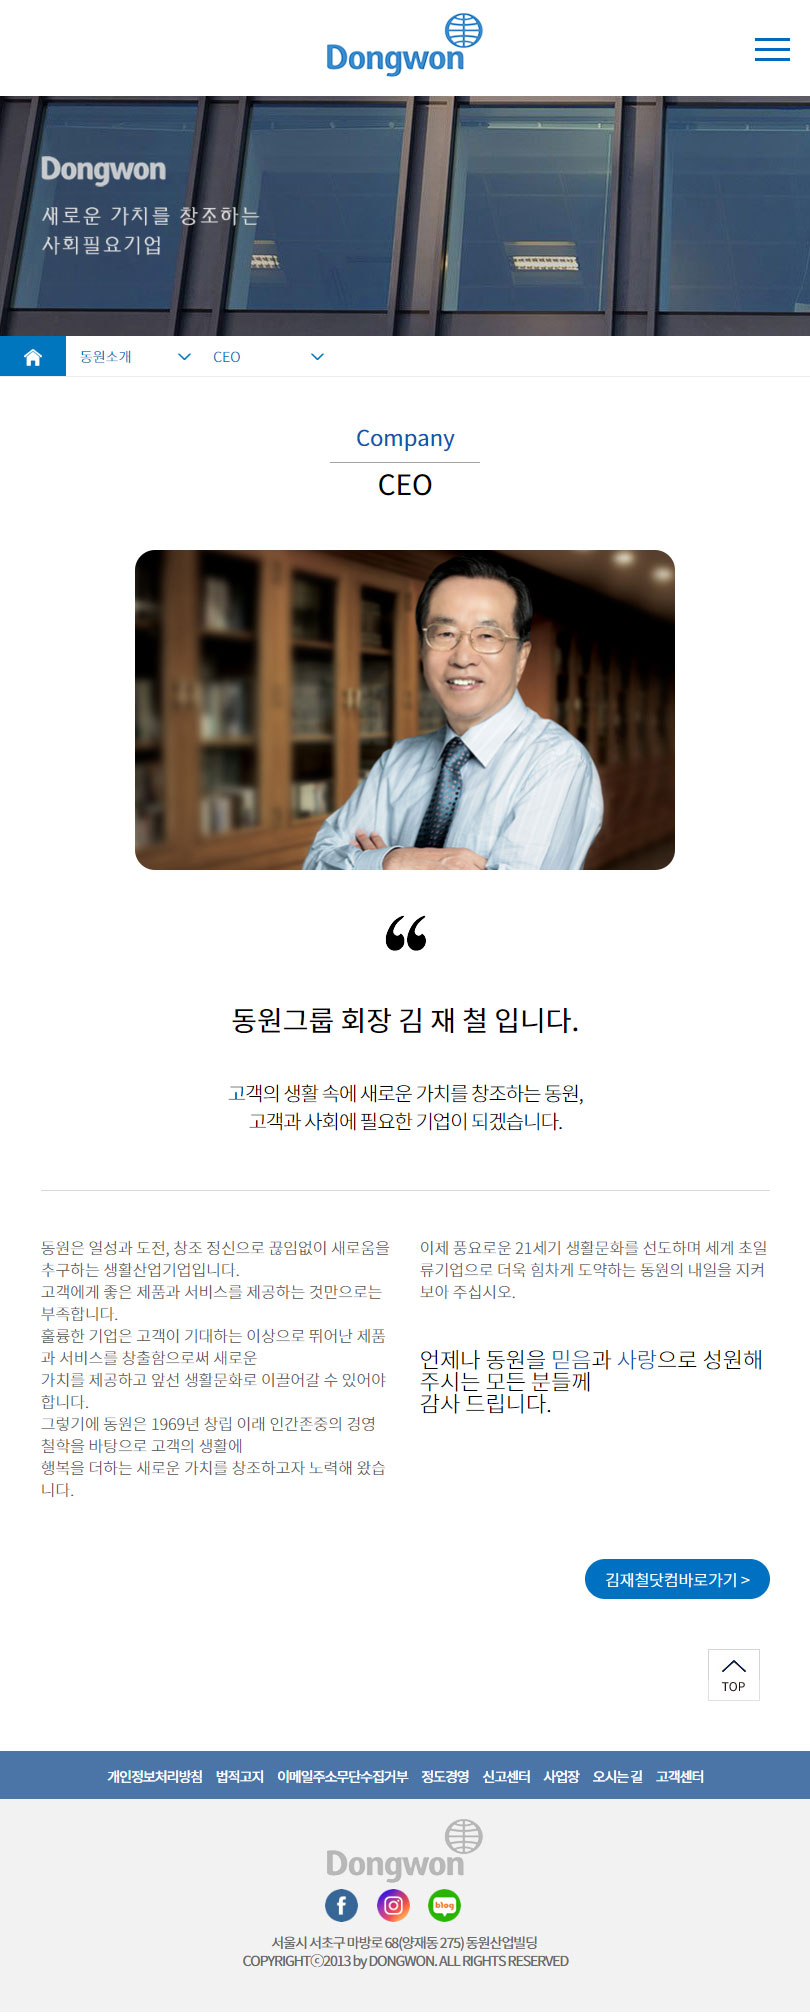 Dongwon
Dongwon
새로운 가치를 창조하는
사회필요기업
동원소개
CEO
Company
CEO
동원그룹 회장 김 재 철 입니다.
고객의 생활 속에 새로운 가치를 창조하는 동원,
고객과 사회에 필요한 기업이 되겠습니다.
동원은 열성과 도전, 창조 정신으로 끊임없이 새로움을
추구하는 생활산업기업입니다.
고객에게 좋은 제품과 서비스를 제공하는 것만으로는
부족합니다.
훌륭한 기업은 고객이 기대하는 이상으로 뛰어난 제품
과 서비스를 창출함으로써 새로운
가치를 제공하고 앞선 생활문화로 이끌어갈 수 있어야
합니다.
그렇기에 동원은 1969년 창립 이래 인간존중의 경영
철학을 바탕으로 고객의 생활에
행복을 더하는 새로운 가치를 창조하고자 노력해 왔습
니다.
이제 풍요로운 21세기 생활문화를 선도하며 세계 초일
류기업으로 더욱 힘차게 도약하는 동원의 내일을 지켜
보아 주십시오.
언제나 동원을 믿음과 사랑으로 성원해
주시는 모든 분들께
감사 드립니다.
김재철닷컴바로가기 >
TOP
개인정보처리방침 법적고지 이메일주소무단수집거부 정도경영 신고센터 사업장 오시는 길 고객센터
Dongwon
blog
서울시 서초구 마방로 68(양재동 275) 동원산업빌딩
COPYRIGHTⓒ2013 by DONGWON. ALL RIGHTS RESERVED